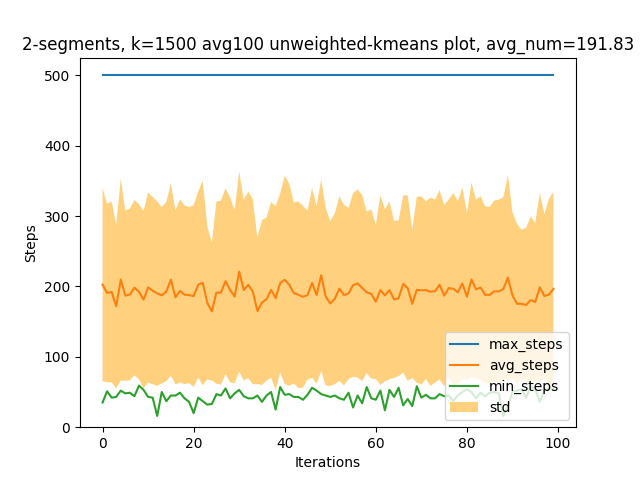 2-segments, k=1500 avg100 unweighted-kmeans plot, avg_num=191.83
500
400
300
200
100
0
Steps
max_steps
avg_steps
min_steps
std
0 20 40 60 80 100
Iterations